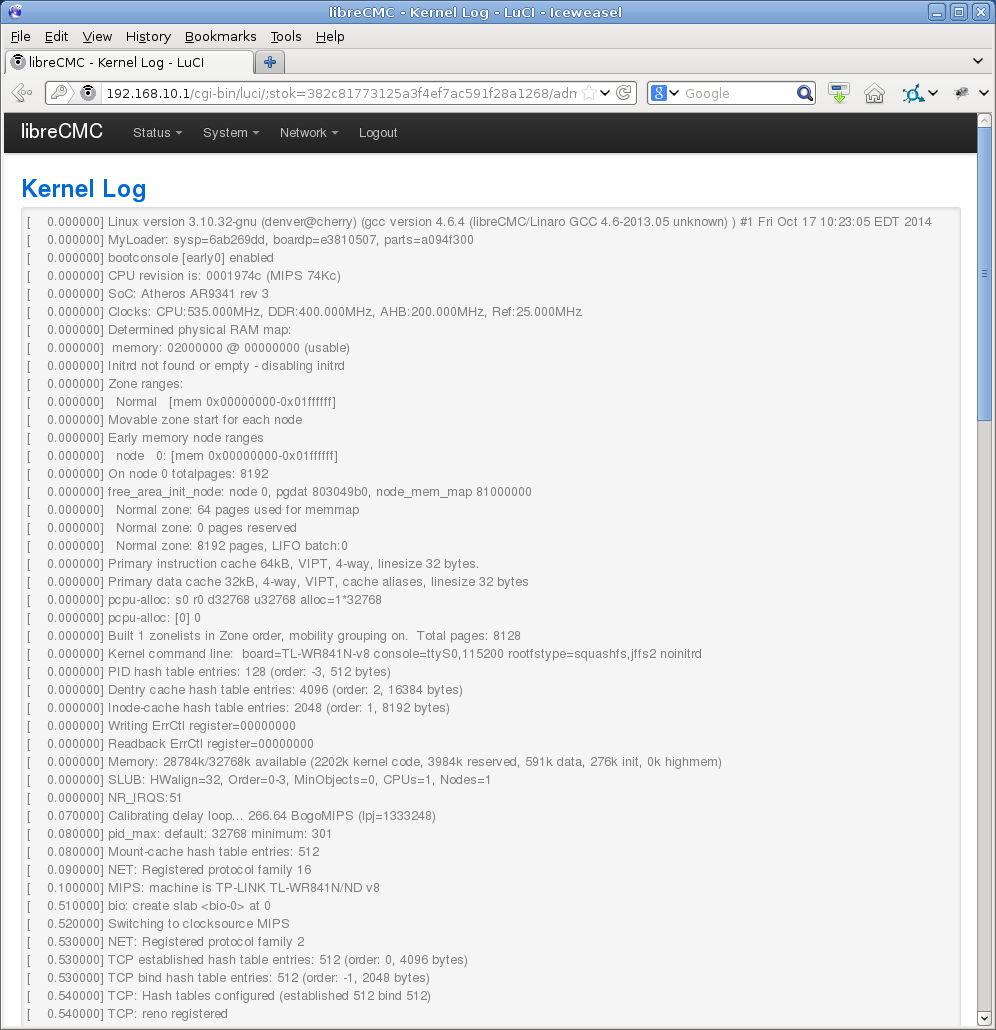 libreCMC - Kernel Log - LuCI - Iceweasel
File Edit View History Bookmarks Tools Help
libreCMC - Kernel Log - LuCI
192.168.10.1/cgi-bin/luci/;stok=382c81773125a3f4ef7ac591f28a1268/adm
Google
libreCMC Status System Network Logout
Kernel Log
[ 0.000000] Linux version 3.10.32-gnu (denver@cherry) (gcc version 4.6.4 (libreCMC/Linaro GCC 4.6-2013.05 unknown) ) #1 Fri Oct 17 10:23:05 EDT 2014
[ 0.000000] MyLoader: sysp=6ab269dd, boardp=e3810507, parts=a094f300
[ 0.000000] bootconsole [early0] enabled
[ 0.000000] CPU revision is: 0001974c (MIPS 74Kc)
[ 0.000000] SoC: Atheros AR9341 rev 3
[ 0.000000] Clocks: CPU:535.000MHz, DDR:400.000MHz, AHB:200.000MHz, Ref:25.000MHz
[ 0.000000] Determined physical RAM map:
[ 0.000000] memory: 02000000 @ 00000000 (usable)
[ 0.000000] Initrd not found or empty - disabling initrd
[ 0.000000] Zone ranges:
[ 0.000000] Normal [mem 0x00000000-0x01ffffff]
[ 0.000000] Movable zone start for each node
[ 0.000000] Early memory node ranges
[ 0.000000] node 0: [mem 0x00000000-0x01ffffff]
[ 0.000000] On node 0 totalpages: 8192
[ 0.000000] free_area_init_node: node 0, pgdat 803049b0, node_mem_map 81000000
[ 0.000000] Normal zone: 64 pages used for memmap
[ 0.000000] Normal zone: 0 pages reserved
[ 0.000000] Normal zone: 8192 pages, LIFO batch:0
[ 0.000000] Primary instruction cache 64kB, VIPT, 4-way, linesize 32 bytes.
[ 0.000000] Primary data cache 32kB, 4-way, VIPT, cache aliases, linesize 32 bytes
[ 0.000000] pcpu-alloc: s0 r0 d32768 u32768 alloc=1*32768
[ 0.000000] pcpu-alloc: [0] 0
[ 0.000000] Built 1 zonelists in Zone order, mobility grouping on. Total pages: 8128
[ 0.000000] Kernel command line: board=TL-WR841N-v8 console=ttyS0,115200 rootfstype=squashfs,jffs2 noinitrd
[ 0.000000] PID hash table entries: 128 (order: -3, 512 bytes)
[ 0.000000] Dentry cache hash table entries: 4096 (order: 2, 16384 bytes)
[ 0.000000] Inode-cache hash table entries: 2048 (order: 1, 8192 bytes)
[ 0.000000] Writing ErrCtl register=00000000
[ 0.000000] Readback ErrCtl register=00000000
[ 0.000000] Memory: 28784k/32768k available (2202k kernel code, 3984k reserved, 591k data, 276k init, 0k highmem)
[ 0.000000] SLUB: HWalign=32, Order=0-3, MinObjects=0, CPUs=1, Nodes=1
[ 0.000000] NR_IRQS:51
[ 0.070000] Calibrating delay loop... 266.64 BogoMIPS (lpj=1333248)
[ 0.080000] pid_max: default: 32768 minimum: 301
[ 0.080000] Mount-cache hash table entries: 512
[ 0.090000] NET: Registered protocol family 16
[ 0.100000] MIPS: machine is TP-LINK TL-WR841N/ND v8
[ 0.510000] bio: create slab <bio-0> at 0
[ 0.520000] Switching to clocksource MIPS
[ 0.530000] NET: Registered protocol family 2
[ 0.530000] TCP established hash table entries: 512 (order: 0, 4096 bytes)
[ 0.530000] TCP bind hash table entries: 512 (order: -1, 2048 bytes)
[ 0.540000] TCP: Hash tables configured (established 512 bind 512)
[ 0.540000] TCP: reno registered